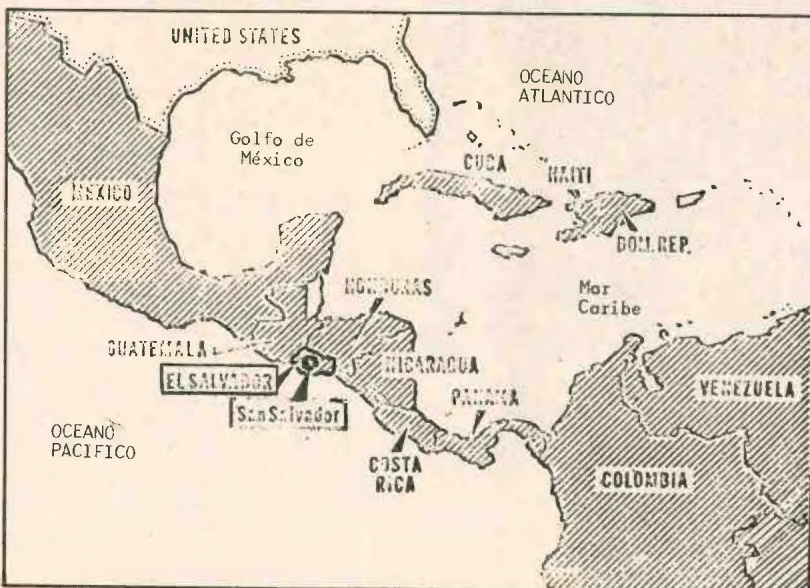 UNITED STATES
OCEANO
ATLANTICO
Golfo de
México
CUCA
HAITI
MEXICO
DOM.REP.
Mar
Caribe
HONDURAS
GUATEMALA
NICARAGUA
EL SALVADOR
San Salvador
PANAMA
VENEZUELA
OCEANO
PACIFICO
COSTA
RICA
COLOMBIA